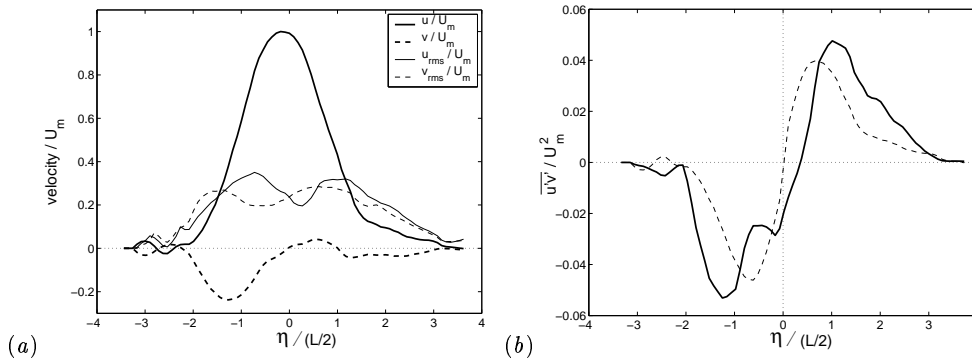 u / U_m
v / U_m
u_rms / U_m
v_rms / U_m
velocity / U_m
1
0.8
0.6
0.4
0.2
0
−0.2
−4 −3 −2 −1 0 1 2 3 4
η / (L/2)
(a)
u'v' / U_m^2
0.06
0.04
0.02
0
−0.02
−0.04
−0.06
−4 −3 −2 −1 0 1 2 3
η / (L/2)
(b)